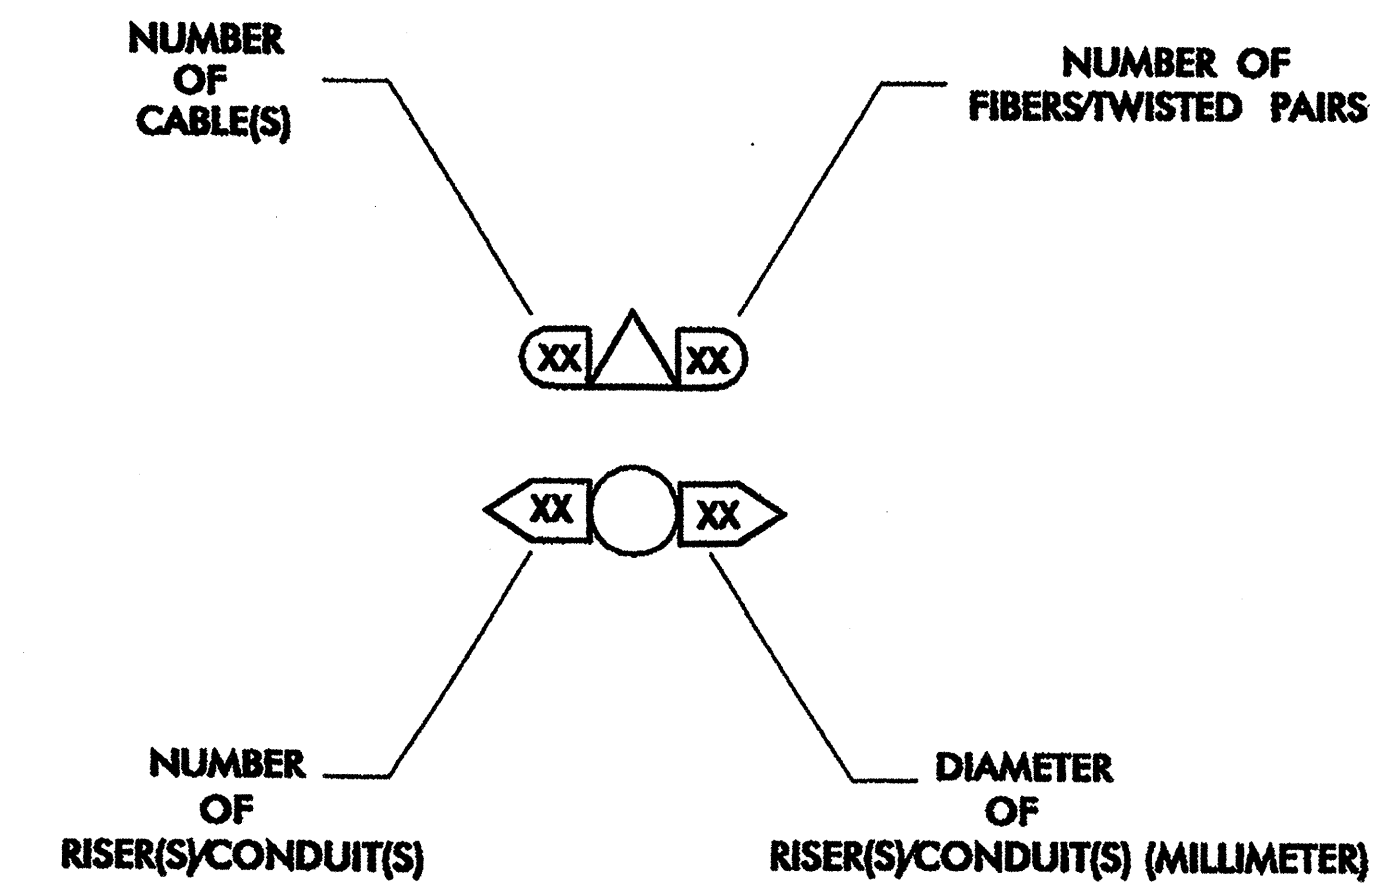 NUMBER
OF
CABLE(S)
NUMBER OF
FIBERS/TWISTED PAIRS
XX XX
XX XX
NUMBER
OF
RISER(S)/CONDUIT(S)
DIAMETER
OF
RISER(S)/CONDUIT(S) (MILLIMETER)